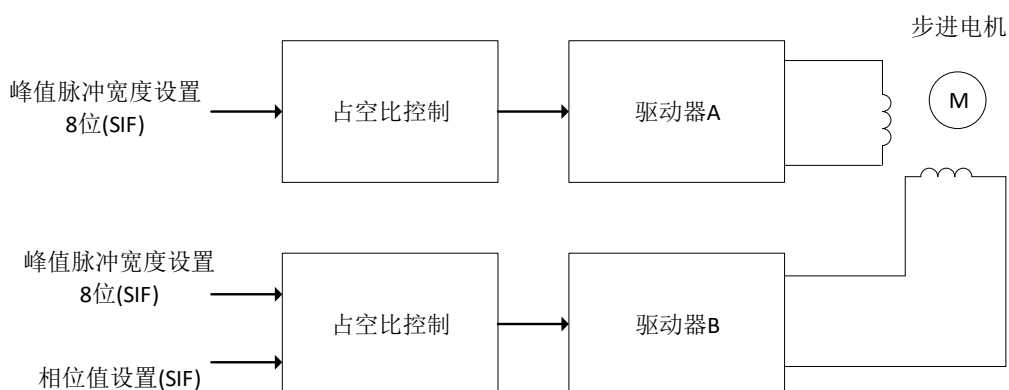 步进电机
峰值脉冲宽度设置
8位(SIF)
占空比控制
驱动器A
M
峰值脉冲宽度设置
8位(SIF)
占空比控制
驱动器B
相位值设置(SIF)